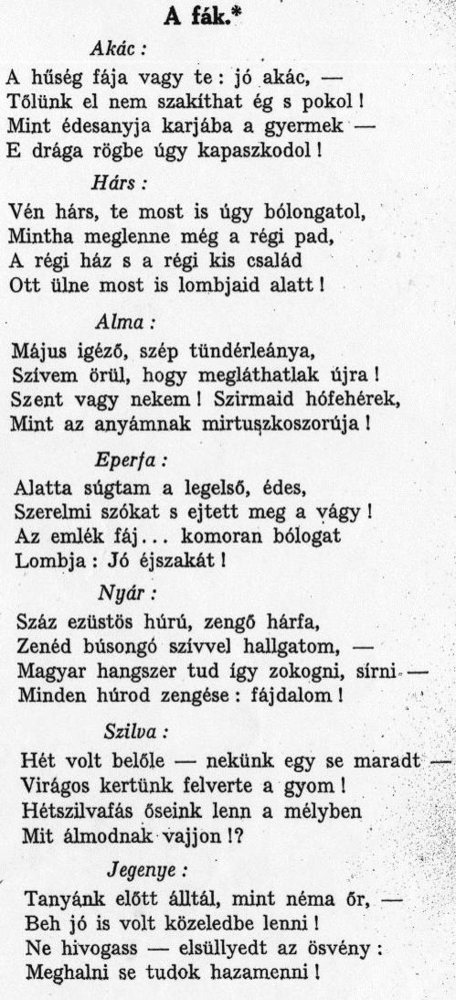 A fák.*
Akác :
A hűség fája vagy te : jó akác, —
Tőlünk el nem szakíthat ég s pokol !
Mint édesanyja karjába a gyermek —
E drága rögbe úgy kapaszkodol !
Hárs :
Vén hárs, te most is úgy bólongatol,
Mintha meglenne még a régi pad,
A régi ház s a régi kis család
Ott ülne most is lombjaid alatt !
Alma :
Május igéző, szép tündérleánya,
Szívem örül, hogy megláthatlak újra !
Szent vagy nekem ! Szirmaid hófehérek,
Mint az anyámnak mirtuszkoszorúja !
Eperfa :
Alatta súgtam a legelső, édes,
Szerelmi szókat s ejtett meg a vágy !
Az emlék fáj... komoran bólogat
Lombja : Jó éjszakát !
Nyár :
Száz ezüstös húrú, zengő hárfa,
Zenéd búsongó szívvel hallgatom, —
Magyar hangszer tud így zokogni, sírni —
Minden húrod zengése : fájdalom !
Szilva :
Hét volt belőle — nekünk egy se maradt —
Virágos kertünk felverte a gyom !
Hétszilvafás őseink lenn a mélyben
Mit álmodnak vajjon !?
Jegenye :
Tanyánk előtt álltál, mint néma őr, —
Beh jó is volt közeledbe lenni !
Ne hivogass — elsüllyedt az ösvény :
Meghalni se tudok hazamenni !